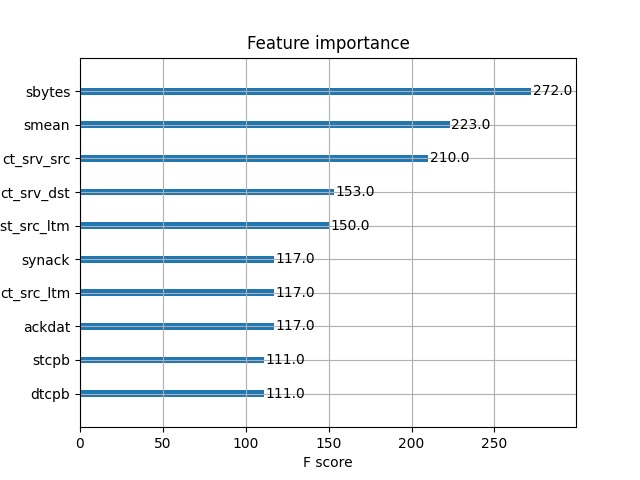 Feature importance
sbytes 272.0
smean 223.0
ct_srv_src 210.0
ct_srv_dst 153.0
st_src_ltm 150.0
synack 117.0
ct_src_ltm 117.0
ackdat 117.0
stcpb 111.0
dtcpb 111.0
0 50 100 150 200 250
F score